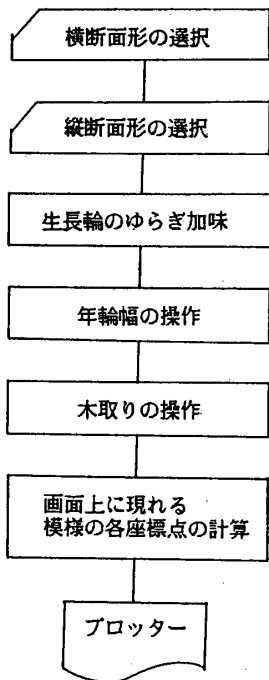 横断面形の選択
縦断面形の選択
生長輪のゆらぎ加味
年輪幅の操作
木取りの操作
画面上に現れる
模様の各座標点の計算
プロッター